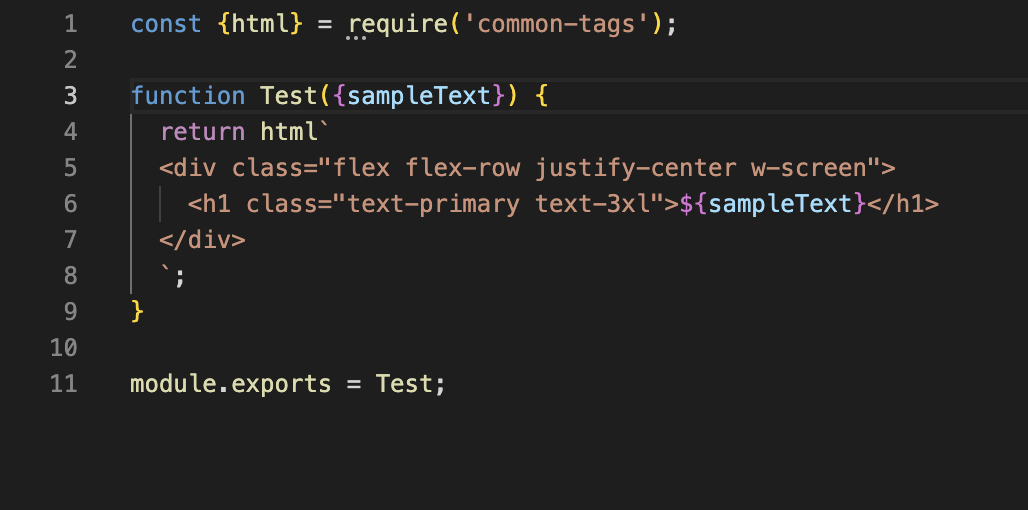 1 const {html} = require('common-tags');
2
3 function Test({sampleText}) {
4   return html`
5   <div class="flex flex-row justify-center w-screen">
6     <h1 class="text-primary text-3xl">${sampleText}</h1>
7   </div>
8   `;
9 }
10
11 module.exports = Test;